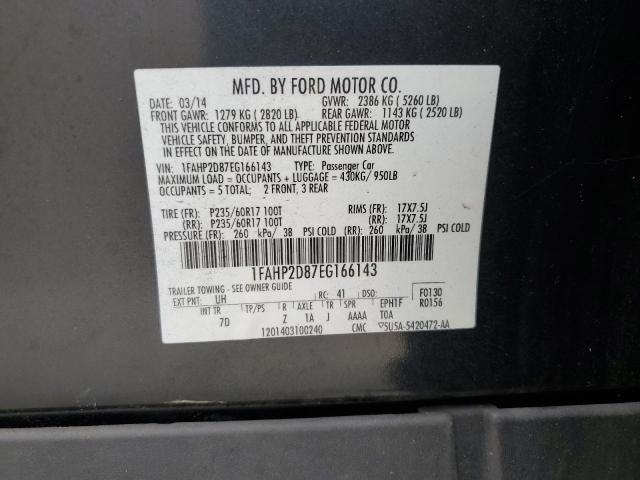 MFD. BY FORD MOTOR CO.
DATE: 03/14 GVWR: 2386 KG ( 5260 LB)
FRONT GAWR: 1279 KG ( 2820 LB) REAR GAWR: 1143 KG ( 2520 LB)
THIS VEHICLE CONFORMS TO ALL APPLICABLE FEDERAL MOTOR
VEHICLE SAFETY, BUMPER, AND THEFT PREVENTION STANDARDS
IN EFFECT ON THE DATE OF MANUFACTURE SHOWN ABOVE.
VIN: 1FAHP2D87EG166143 TYPE: Passenger Car
MAXIMUM LOAD = OCCUPANTS + LUGGAGE = 430KG/ 950LB
OCCUPANTS = 5 TOTAL; 2 FRONT, 3 REAR
TIRE (FR): P235/60R17 100T RIMS (FR): 17X7.5J
(RR): P235/60R17 100T (RR): 17X7.5J
PRESSURE (FR): 260 kPa/ 38 PSI COLD (RR): 260 kPa/ 38 PSI COLD
1FAHP2D87EG166143
TRAILER TOWING - SEE OWNER GUIDE
EXT PNT: UH RC: 41 DSO: F0130
INT TR TP/PS R AXLE TR SPR EPH1F R0156
7D Z 1A J AAAA T0A
1201403100240 CMC ▽5U5A-5420472-AA